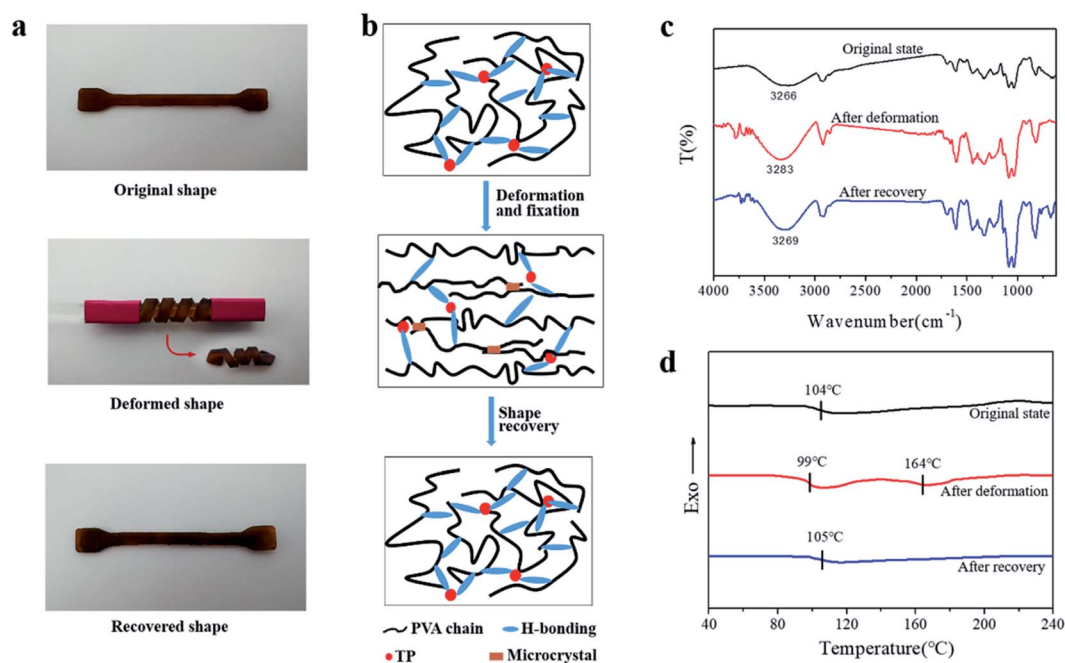 a
Original shape
Deformed shape
Recovered shape
b
Deformation
and fixation
Shape
recovery
PVA chain
H-bonding
TP
Microcrystal
c
T(%)
Original state
3266
After deformation
3283
After recovery
3269
4000 3500 3000 2500 2000 1500 1000
Wavenumber(cm⁻¹)
d
Exo
104℃
Original state
99℃
164℃
After deformation
105℃
After recovery
40 80 120 160 200 240
Temperature(℃)